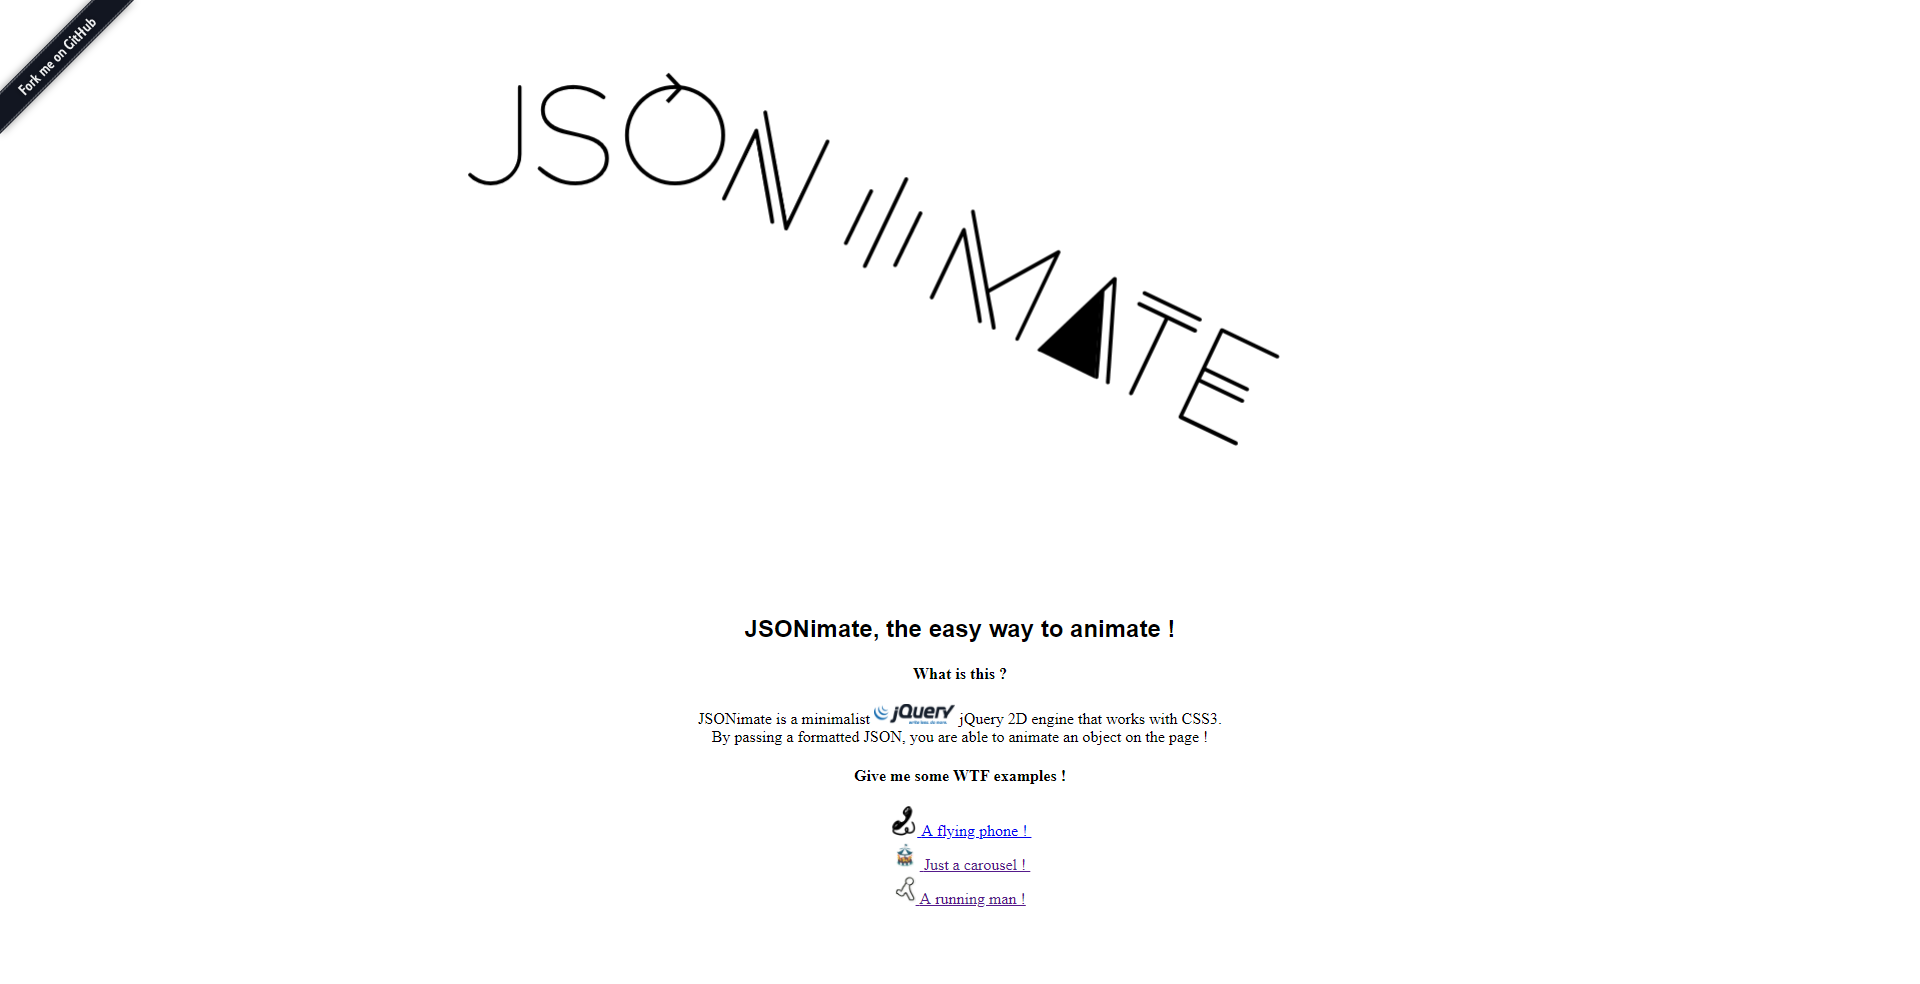 Fork me on GitHub
JSONIMATE
JSONimate, the easy way to animate !
What is this ?
JSONimate is a minimalist jQuery jQuery 2D engine that works with CSS3.
By passing a formatted JSON, you are able to animate an object on the page !
Give me some WTF examples !
A flying phone !
Just a carousel !
A running man !